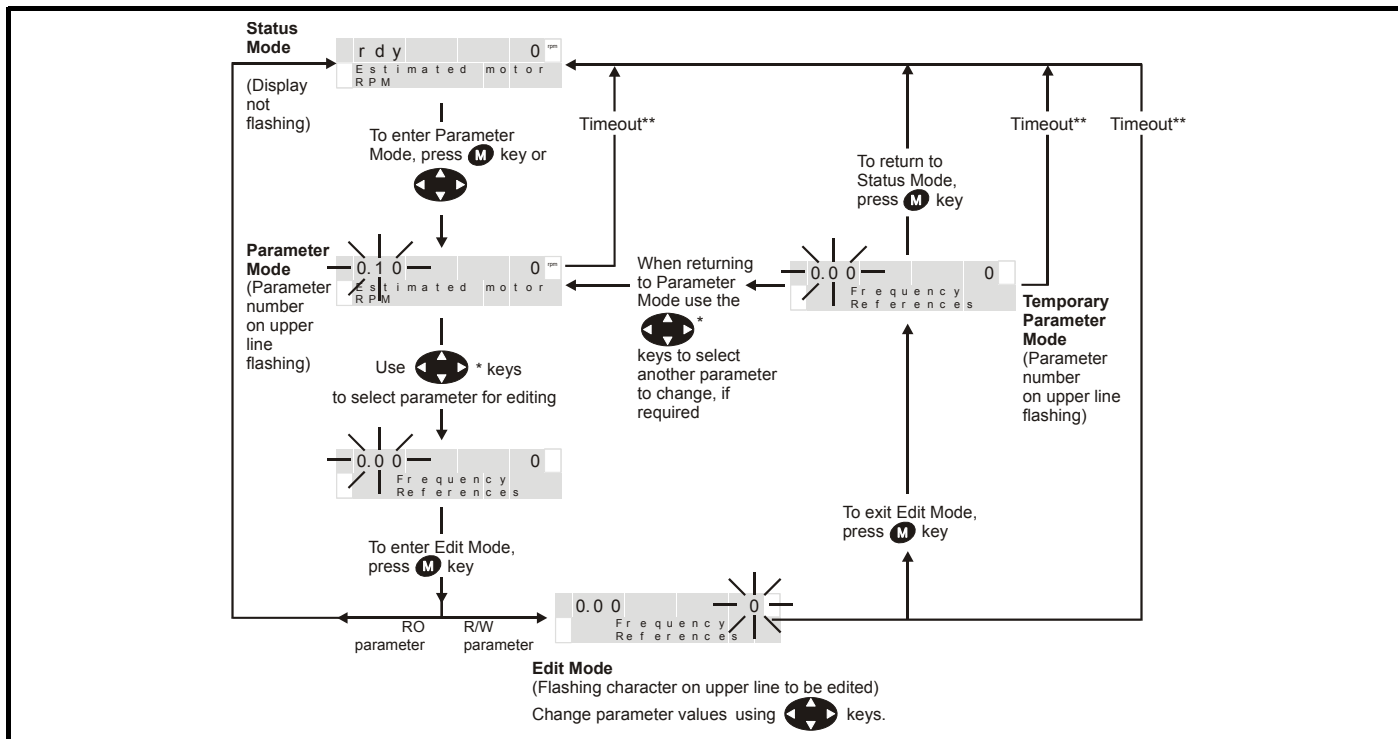 Status
Mode
(Display
not
flashing)
rdy 0 rpm
Estimated motor
RPM
To enter Parameter
Mode, press M key or
Timeout**
To return to
Status Mode,
press M key
Timeout**
Timeout**
Parameter
Mode
(Parameter
number
on upper
line
flashing)
0.10 0 rpm
Estimated motor
RPM
When returning
to Parameter
Mode use the
*
keys to select
another parameter
to change, if
required
0.00 0
Frequency
References
Temporary
Parameter
Mode
(Parameter
number
on upper line
flashing)
Use * keys
to select parameter for editing
0.00 0
Frequency
References
To enter Edit Mode,
press M key
To exit Edit Mode,
press M key
RO
parameter
R/W
parameter
0.00 0
Frequency
References
Edit Mode
(Flashing character on upper line to be edited)
Change parameter values using keys.